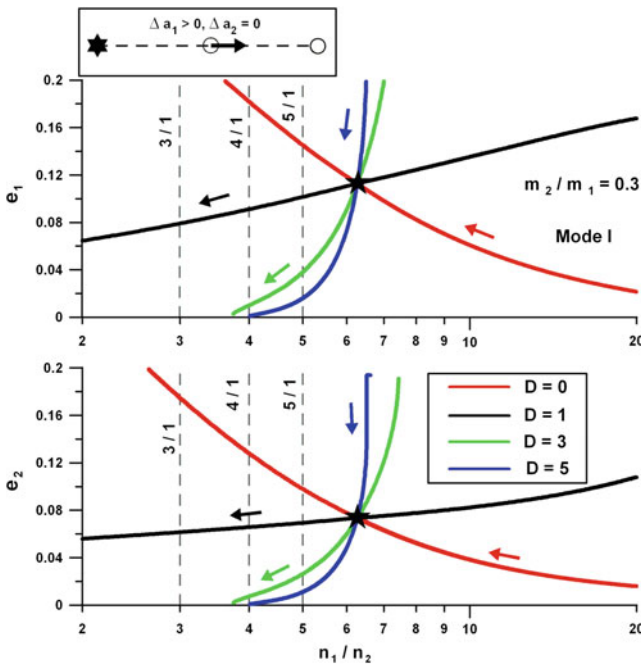 Δ a₁ > 0, Δ a₂ = 0
0.2
0.16
0.12
0.08
0.04
0
e₁
3 / 1
4 / 1
5 / 1
m₂ / m₁ = 0.3
Mode I
2
3
4
5
6
7
8
9
10
20
0.2
0.16
0.12
0.08
0.04
0
e₂
3 / 1
4 / 1
5 / 1
D = 0
D = 1
D = 3
D = 5
2
3
4
5
6
7
8
9
10
20
n₁ / n₂